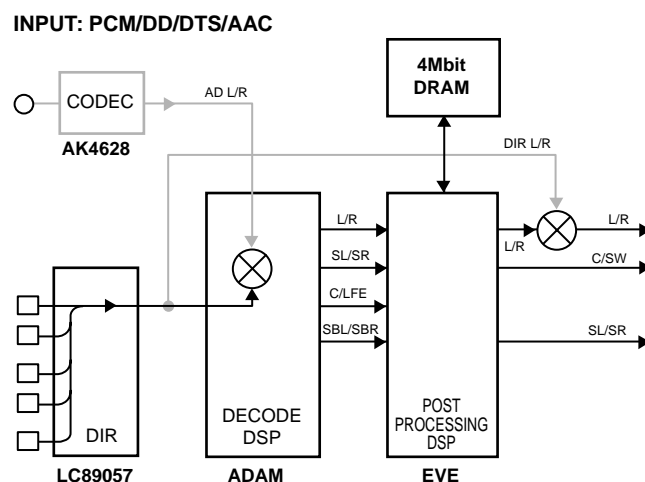 INPUT: PCM/DD/DTS/AAC
CODEC
AK4628
AD L/R
4Mbit
DRAM
DIR L/R
L/R
SL/SR
C/LFE
SBL/SBR
L/R
L/R
C/SW
SL/SR
DIR
LC89057
DECODE
DSP
ADAM
POST
PROCESSING
DSP
EVE